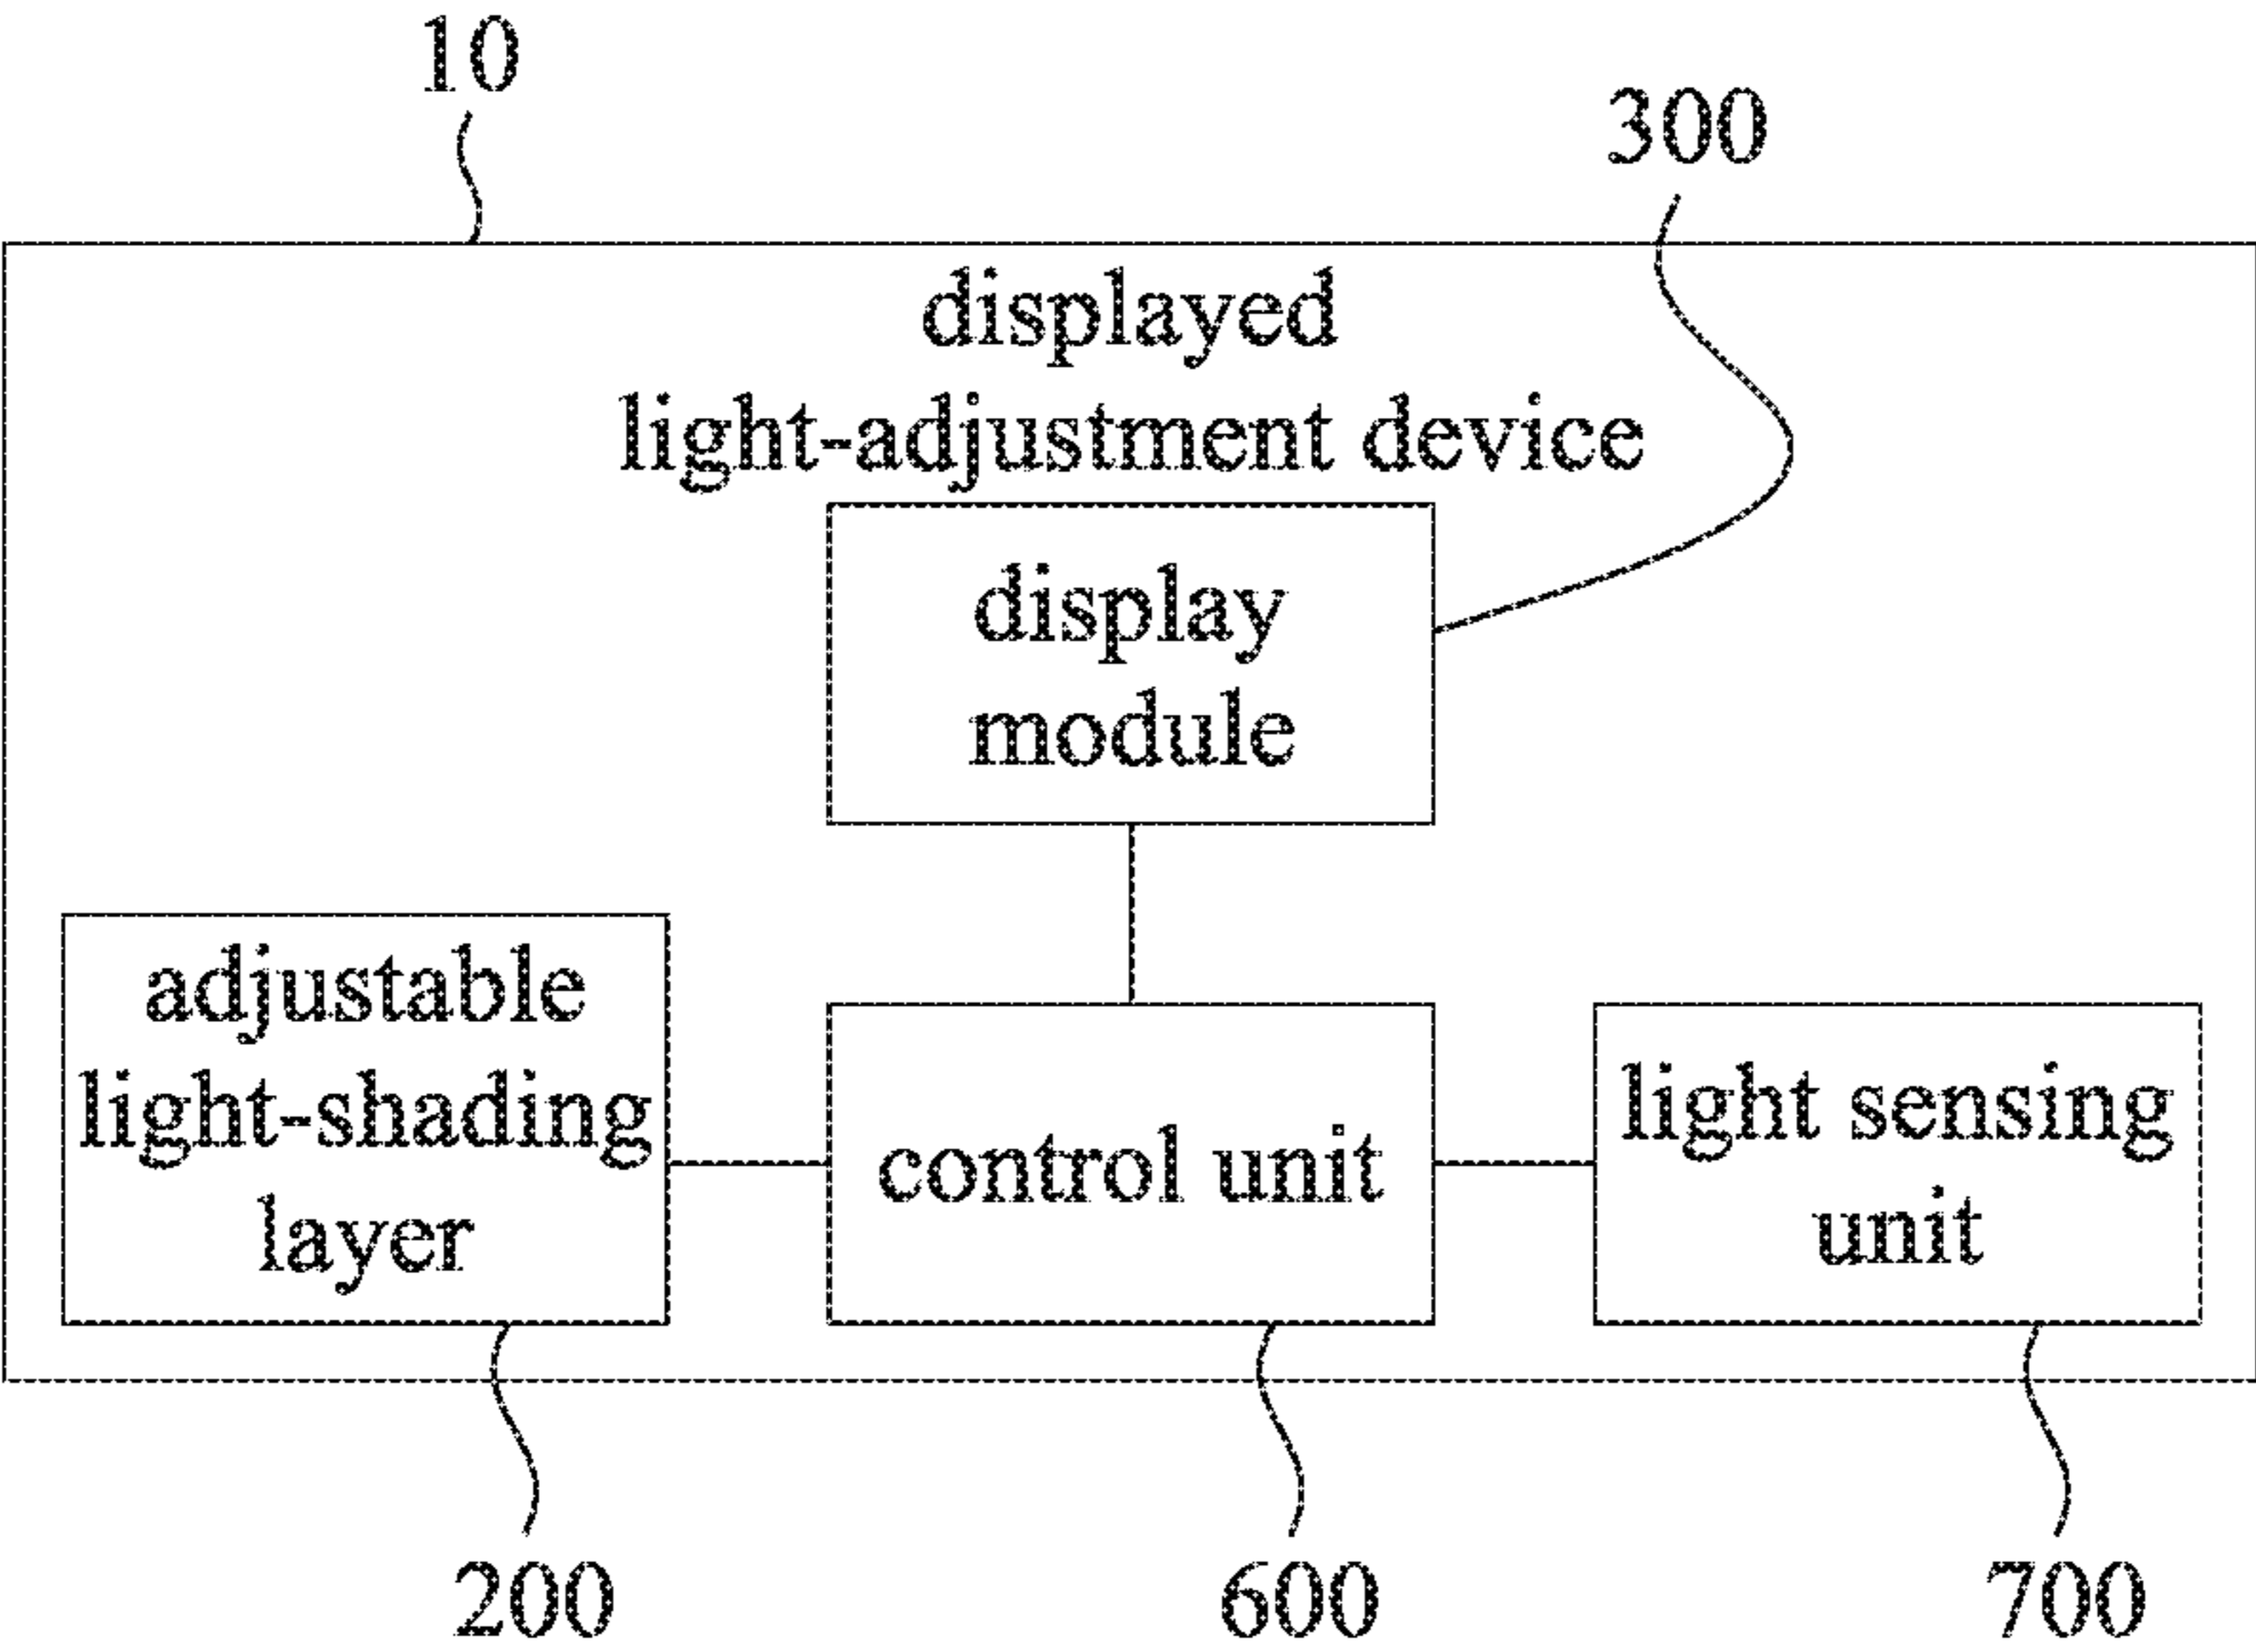 10
300
displayed
light-adjustment device
display
module
adjustable
light-shading
layer
control unit
light sensing
unit
200
600
700